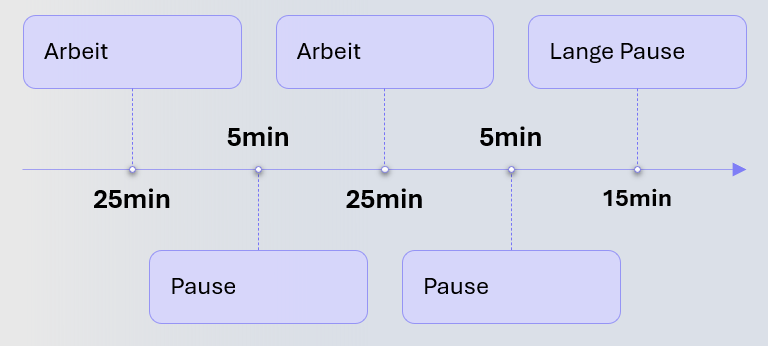 Arbeit
Arbeit
Lange Pause
5min
5min
25min
25min
15min
Pause
Pause